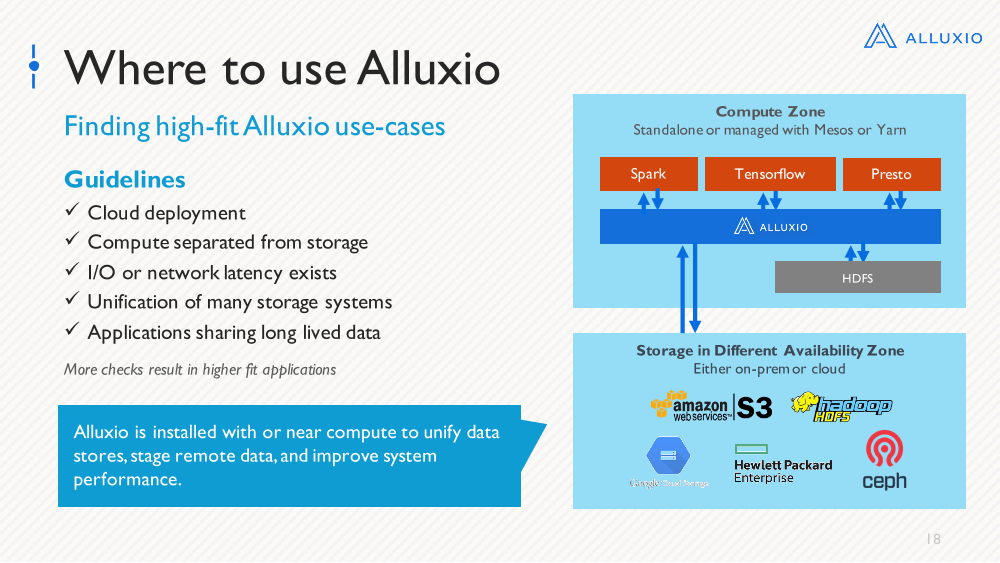 ALLUXIO
Where to use Alluxio
Finding high-fit Alluxio use-cases
Guidelines
✓ Cloud deployment
✓ Compute separated from storage
✓ I/O or network latency exists
✓ Unification of many storage systems
✓ Applications sharing long lived data
More checks result in higher fit applications
Alluxio is installed with or near compute to unify data
stores, stage remote data, and improve system
performance.
Compute Zone
Standalone or managed with Mesos or Yarn
Spark
Tensorflow
Presto
ALLUXIO
HDFS
Storage in Different Availability Zone
Either on-prem or cloud
amazon
web services™
S3
hadoop
HDFS
Google Cloud Storage
Hewlett Packard
Enterprise
ceph
18